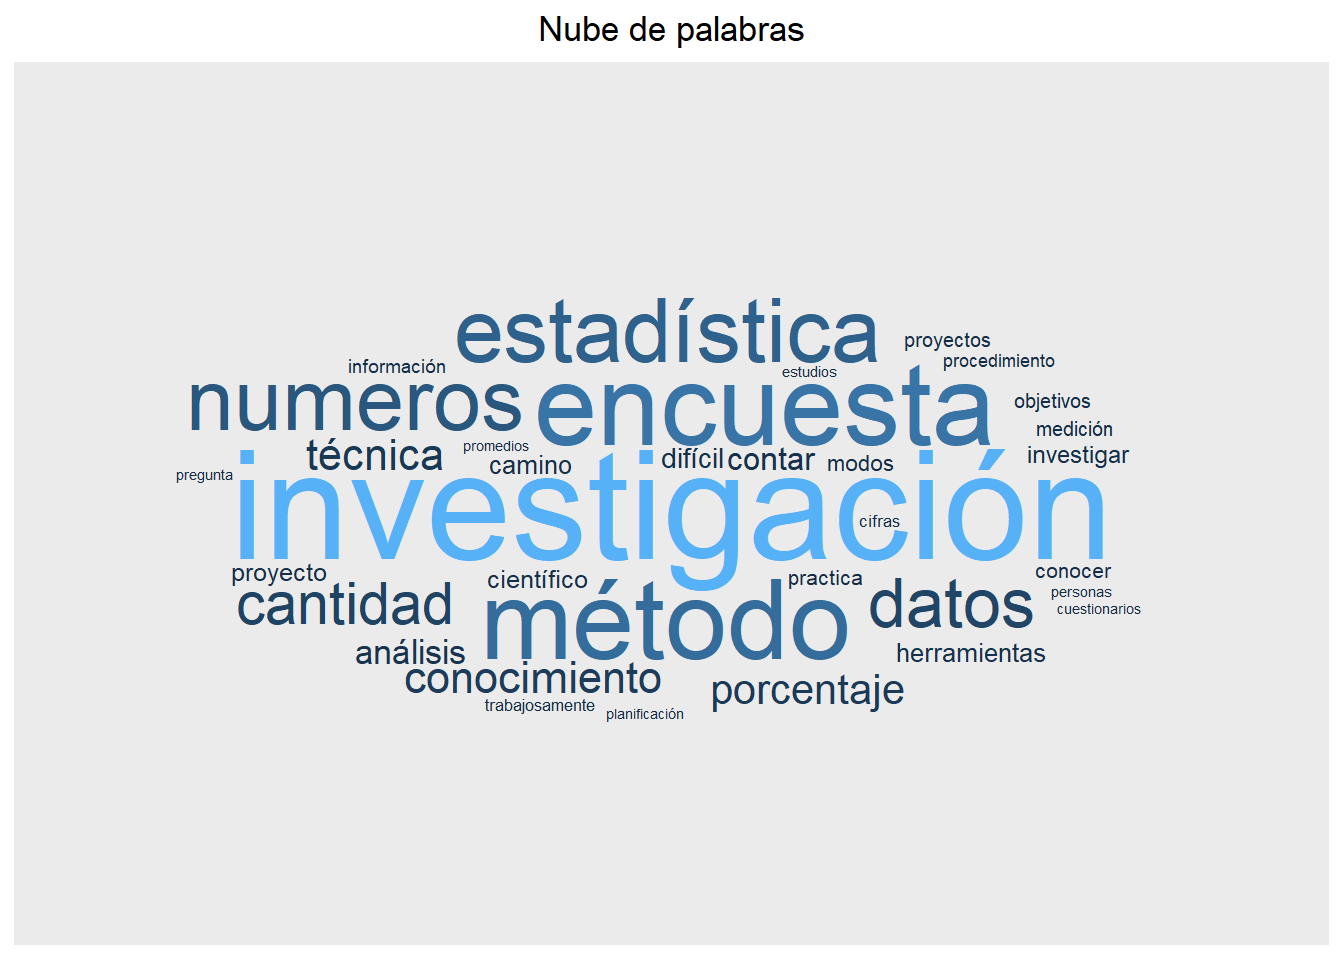 Nube de palabras
estadística
proyectos
procedimiento
información
estudios
numeros
encuesta
objetivos
medición
técnica
promedios
camino
difícil
contar
modos
investigar
pregunta
investigación
cifras
proyecto
científico
practica
conocer
cantidad
método
datos
personas
cuestionarios
análisis
herramientas
conocimiento
porcentaje
trabajosamente
planificación